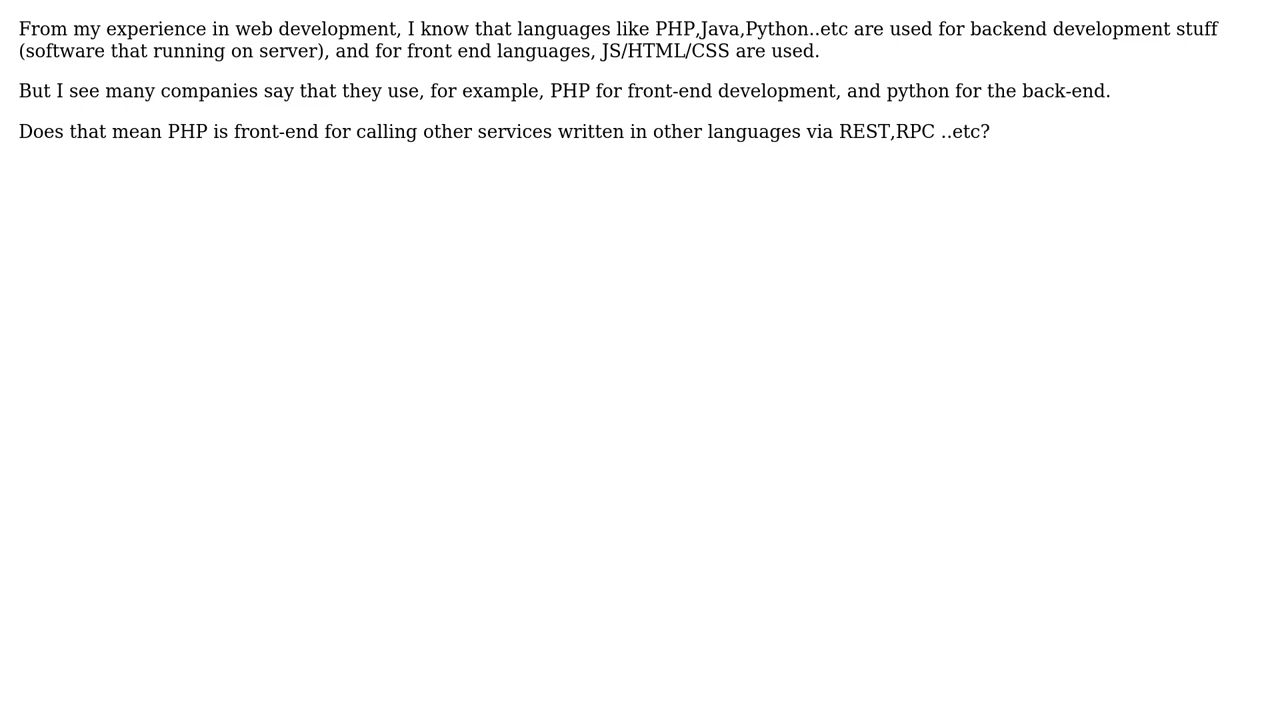 From my experience in web development, I know that languages like PHP,Java,Python..etc are used for backend development stuff
(software that running on server), and for front end languages, JS/HTML/CSS are used.
But I see many companies say that they use, for example, PHP for front-end development, and python for the back-end.
Does that mean PHP is front-end for calling other services written in other languages via REST,RPC ..etc?